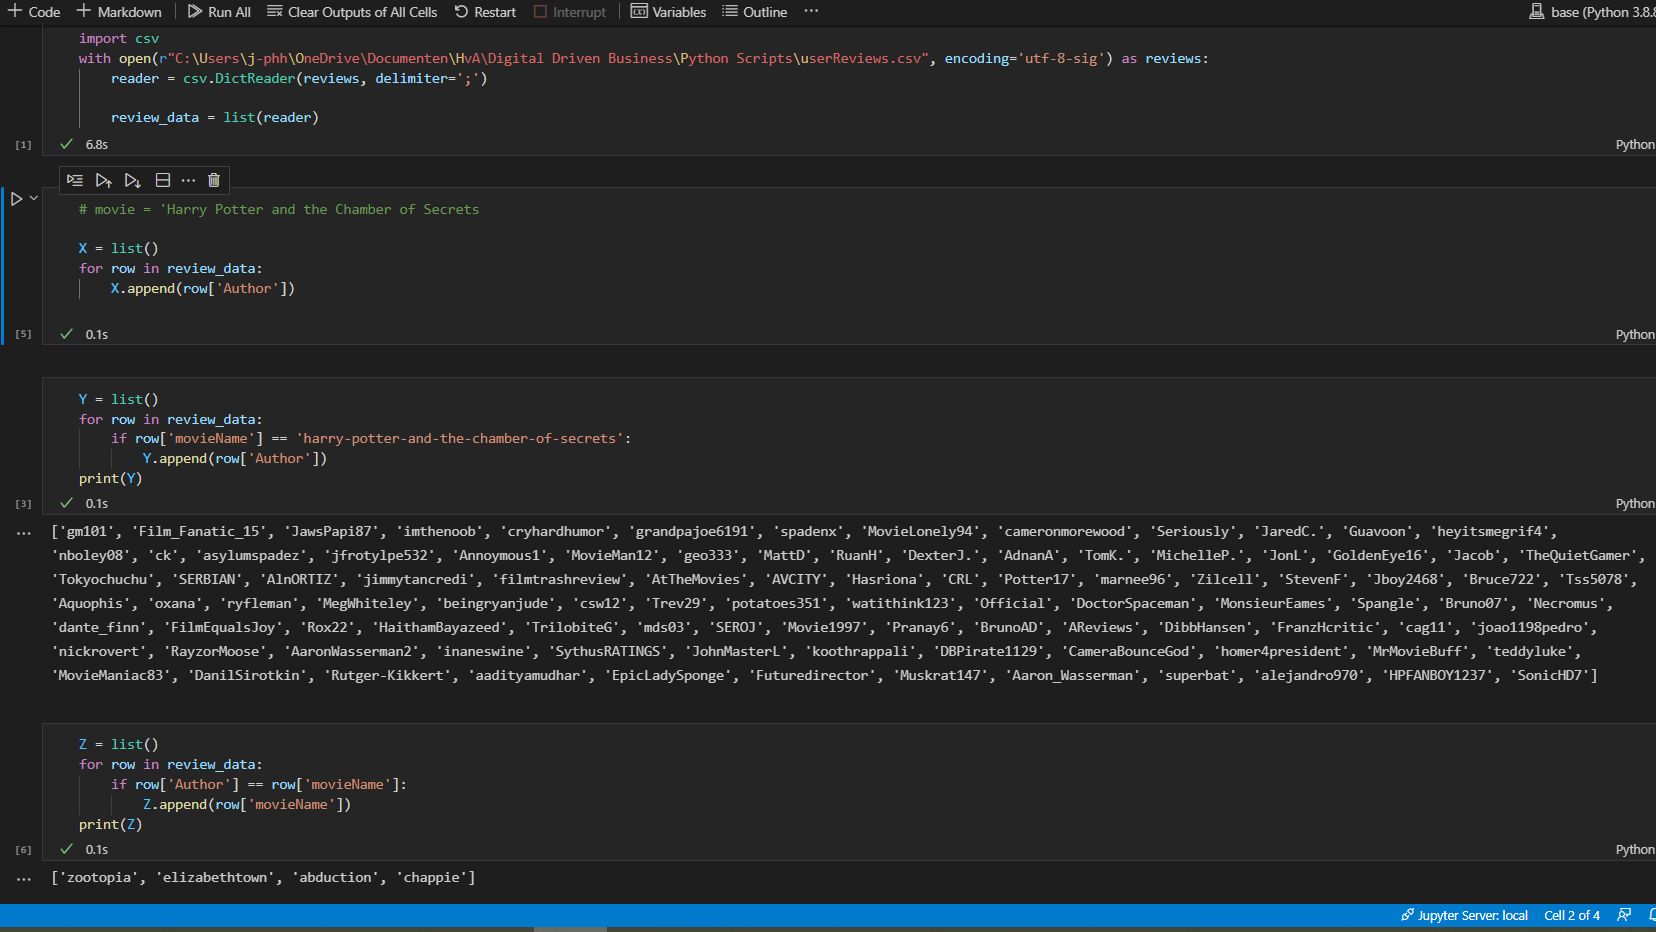 Code Markdown Run All Clear Outputs of All Cells Restart Interrupt Variables Outline ··· base (Python 3.8.8
import csv
with open(r"C:\Users\j-phh\OneDrive\Documenten\HvA\Digital Driven Business\Python Scripts\userReviews.csv", encoding='utf-8-sig') as reviews:
    reader = csv.DictReader(reviews, delimiter=';')
    review_data = list(reader)
[1] 6.8s Python
# movie = 'Harry Potter and the Chamber of Secrets
X = list()
for row in review_data:
    X.append(row['Author'])
[5] 0.1s Python
Y = list()
for row in review_data:
    if row['movieName'] == 'harry-potter-and-the-chamber-of-secrets':
        Y.append(row['Author'])
print(Y)
[3] 0.1s Python
['gm101', 'Film_Fanatic_15', 'JawsPapi87', 'imthenoob', 'cryhardhumor', 'grandpajoe6191', 'spadenx', 'MovieLonely94', 'cameronmorewood', 'Seriously', 'JaredC.', 'Guavoon', 'heyitsmegrif4',
'nboley08', 'ck', 'asylumspadez', 'jfrotylpe532', 'Annoymous1', 'MovieMan12', 'geo333', 'MattD', 'RuanH', 'DexterJ.', 'AdnanA', 'TomK.', 'MichelleP.', 'JonL', 'GoldenEye16', 'Jacob', 'TheQuietGamer',
'Tokyochuchu', 'SERBIAN', 'AlnORTIZ', 'jimmytancredi', 'filmtrashreview', 'AtTheMovies', 'AVCITY', 'Hasriona', 'CRL', 'Potter17', 'marnee96', 'Zilcell', 'StevenF', 'Jboy2468', 'Bruce722', 'Tss5078',
'Aquophis', 'oxana', 'ryfleman', 'MegWhiteley', 'beingryanjude', 'csw12', 'Trev29', 'potatoes351', 'watithink123', 'Official', 'DoctorSpaceman', 'MonsieurEames', 'Spangle', 'Bruno07', 'Necromus',
'dante_finn', 'FilmEqualsJoy', 'Rox22', 'HaithamBayazeed', 'TrilobiteG', 'mds03', 'SEROJ', 'Movie1997', 'Pranay6', 'BrunoAD', 'AReviews', 'DibbHansen', 'FranzHcritic', 'cag11', 'joao1198pedro',
'nickrovert', 'RayzorMoose', 'AaronWasserman2', 'inaneswine', 'SythusRATINGS', 'JohnMasterL', 'koothrappali', 'DBPirate1129', 'CameraBounceGod', 'homer4president', 'MrMovieBuff', 'teddyluke',
'MovieManiac83', 'DanilSirotkin', 'Rutger-Kikkert', 'aadityamudhar', 'EpicLadySponge', 'Futuredirector', 'Muskrat147', 'Aaron_Wasserman', 'superbat', 'alejandro970', 'HPFANBOY1237', 'SonicHD7']
Z = list()
for row in review_data:
    if row['Author'] == row['movieName']:
        Z.append(row['movieName'])
print(Z)
[6] 0.1s Python
['zootopia', 'elizabethtown', 'abduction', 'chappie']
Jupyter Server: local Cell 2 of 4